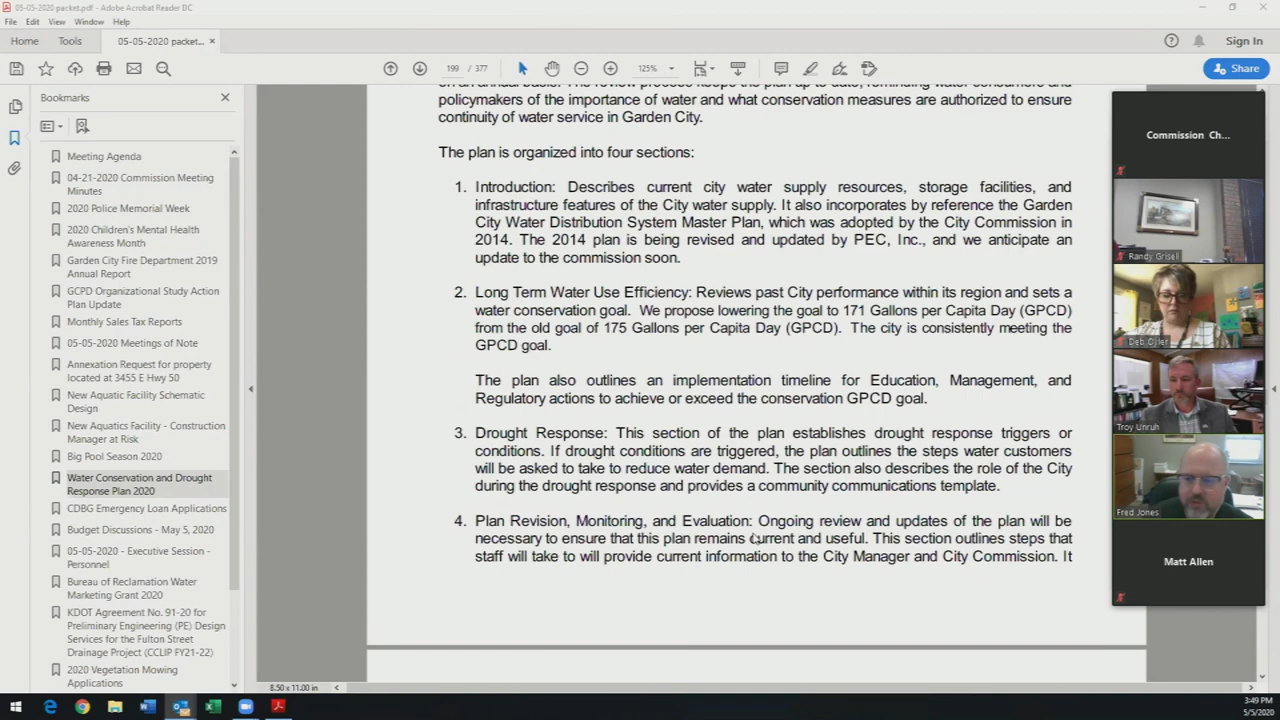 05-05-2020 packet.pdf - Adobe Acrobat Reader DC
File Edit View Window Help
Home Tools 05-05-2020 packet... × Sign In
199 / 377 125% Share
Bookmarks
Meeting Agenda
04-21-2020 Commission Meeting
Minutes
2020 Police Memorial Week
2020 Children's Mental Health
Awareness Month
Garden City Fire Department 2019
Annual Report
GCPD Organizational Study Action
Plan Update
Monthly Sales Tax Reports
05-05-2020 Meetings of Note
Annexation Request for property
located at 3455 E Hwy 50
New Aquatic Facility Schematic
Design
New Aquatics Facility - Construction
Manager at Risk
Big Pool Season 2020
Water Conservation and Drought
Response Plan 2020
CDBG Emergency Loan Applications
Budget Discussions - May 5, 2020
05-05-2020 - Executive Session -
Personnel
Bureau of Reclamation Water
Marketing Grant 2020
KDOT Agreement No. 91-20 for
Preliminary Engineering (PE) Design
Services for the Fulton Street
Drainage Project (CCLIP FY21-22)
2020 Vegetation Mowing
Applications
on an annual basis. The review process keeps the plan up to date, reminding water consumers and
policymakers of the importance of water and what conservation measures are authorized to ensure
continuity of water service in Garden City.
The plan is organized into four sections:
1. Introduction: Describes current city water supply resources, storage facilities, and
infrastructure features of the City water supply. It also incorporates by reference the Garden
City Water Distribution System Master Plan, which was adopted by the City Commission in
2014. The 2014 plan is being revised and updated by PEC, Inc., and we anticipate an
update to the commission soon.
2. Long Term Water Use Efficiency: Reviews past City performance within its region and sets a
water conservation goal. We propose lowering the goal to 171 Gallons per Capita Day (GPCD)
from the old goal of 175 Gallons per Capita Day (GPCD). The city is consistently meeting the
GPCD goal.
The plan also outlines an implementation timeline for Education, Management, and
Regulatory actions to achieve or exceed the conservation GPCD goal.
3. Drought Response: This section of the plan establishes drought response triggers or
conditions. If drought conditions are triggered, the plan outlines the steps water customers
will be asked to take to reduce water demand. The section also describes the role of the City
during the drought response and provides a community communications template.
4. Plan Revision, Monitoring, and Evaluation: Ongoing review and updates of the plan will be
necessary to ensure that this plan remains current and useful. This section outlines steps that
staff will take to will provide current information to the City Manager and City Commission. It
8.50 x 11.00 in
Commission Ch...
Randy Grisell
Deb Oyler
Troy Unruh
Fred Jones
Matt Allen
3:49 PM
5/5/2020